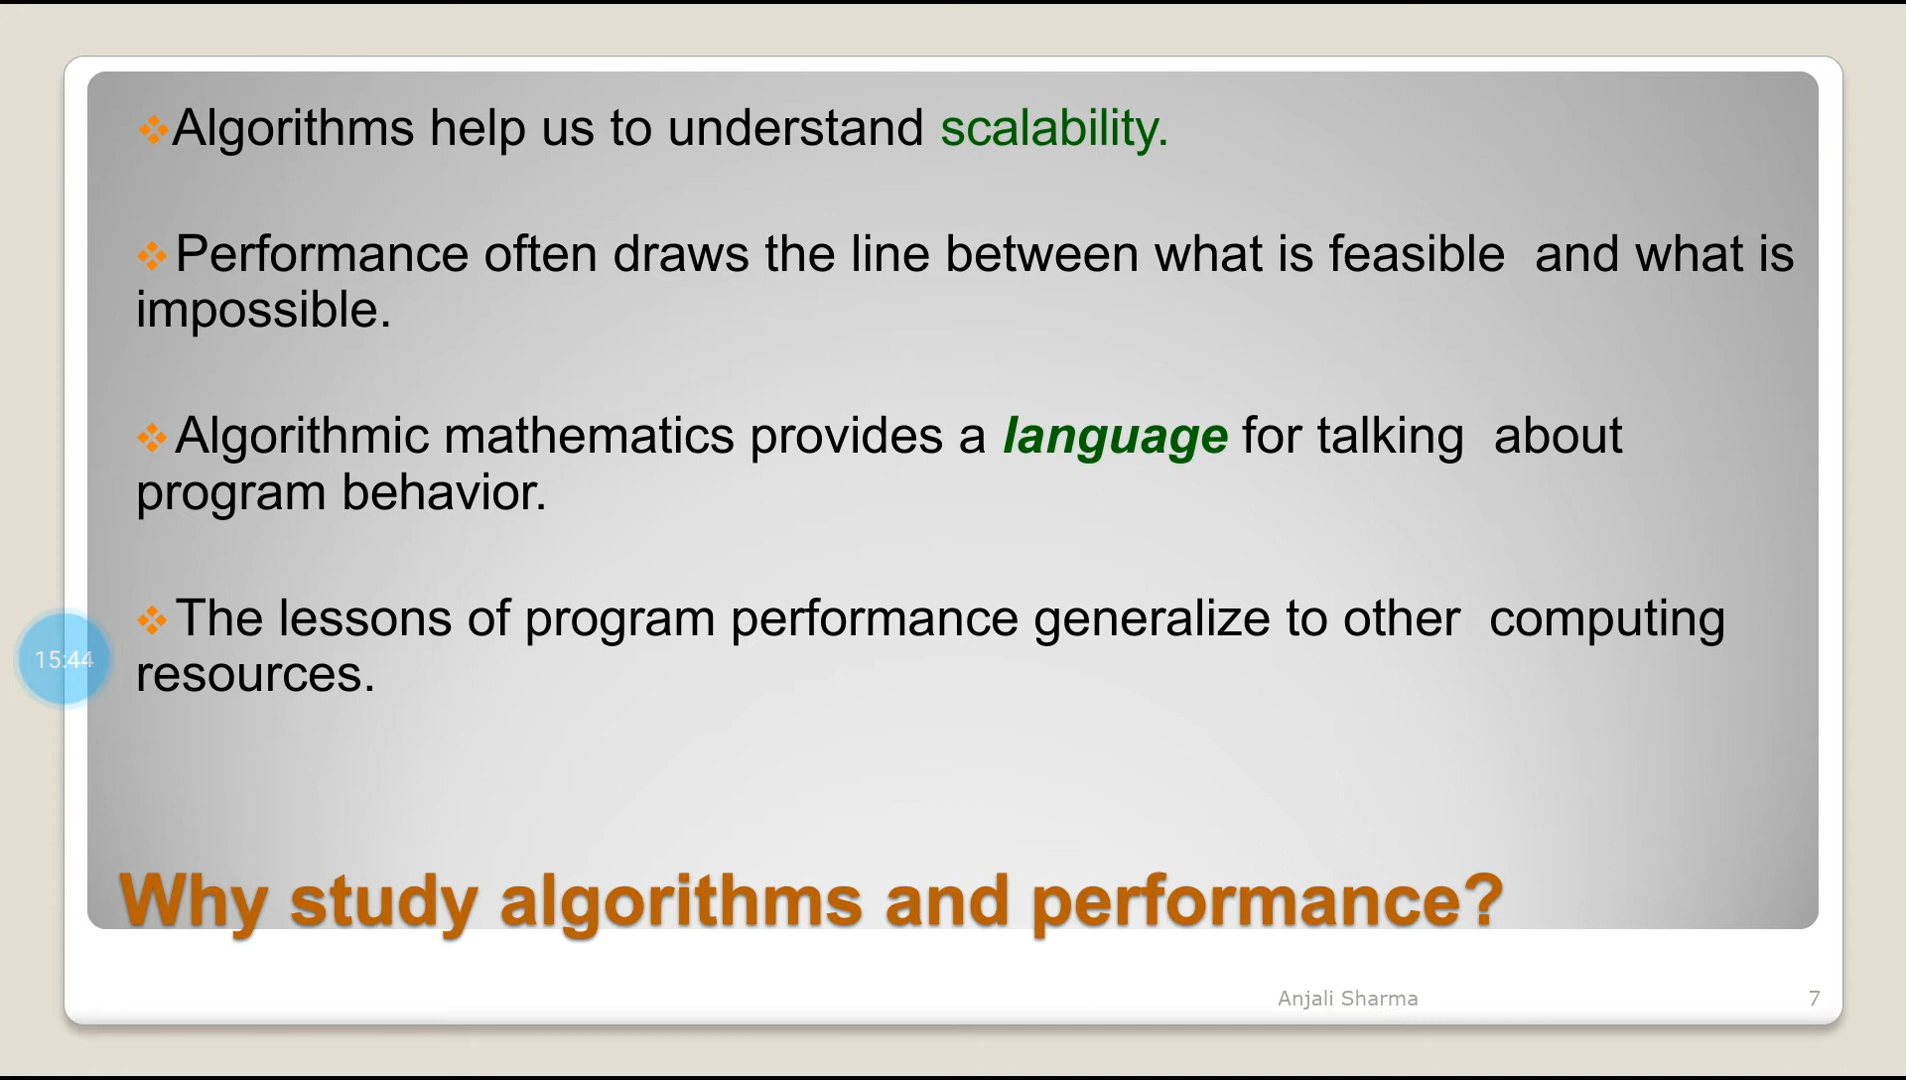 ❖Algorithms help us to understand scalability.
❖Performance often draws the line between what is feasible and what is
impossible.
❖Algorithmic mathematics provides a language for talking about
program behavior.
❖The lessons of program performance generalize to other computing
resources.
15:44
Why study algorithms and performance?
Anjali Sharma
7